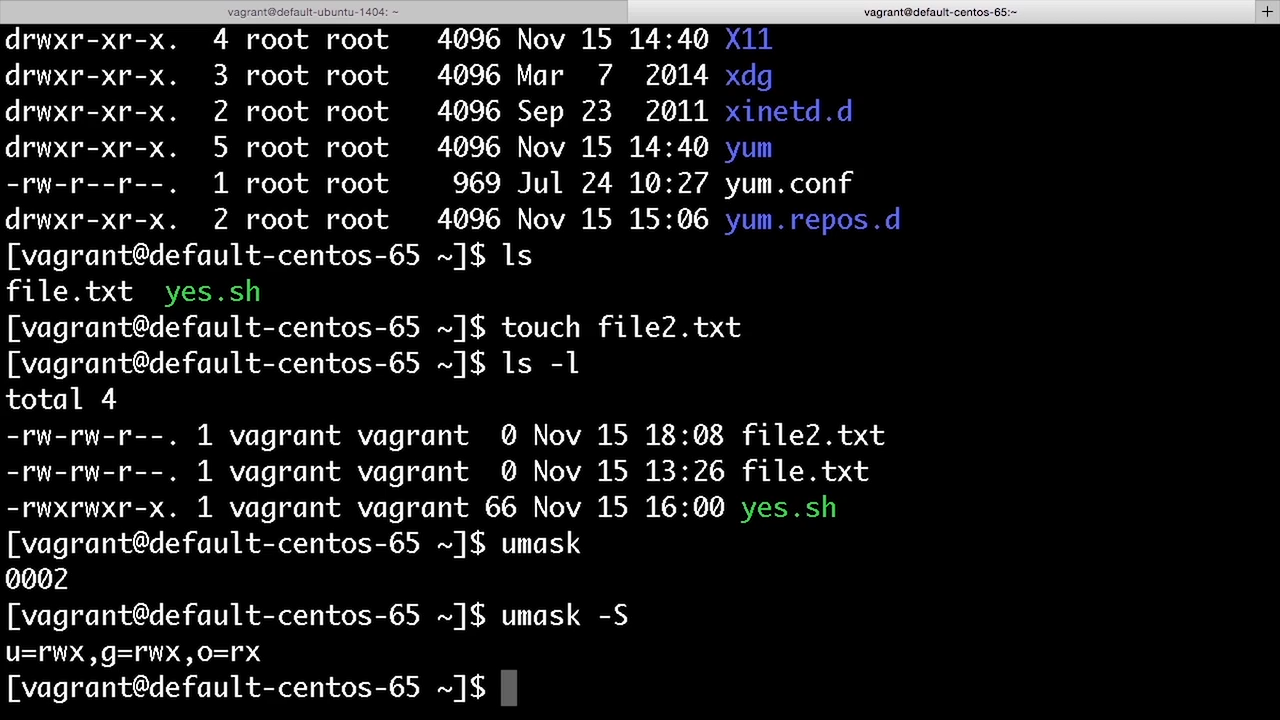 vagrant@default-ubuntu-1404: ~
vagrant@default-centos-65:~
+
drwxr-xr-x.  4 root root   4096 Nov 15 14:40 X11
drwxr-xr-x.  3 root root   4096 Mar  7  2014 xdg
drwxr-xr-x.  2 root root   4096 Sep 23  2011 xinetd.d
drwxr-xr-x.  5 root root   4096 Nov 15 14:40 yum
-rw-r--r--.  1 root root    969 Jul 24 10:27 yum.conf
drwxr-xr-x.  2 root root   4096 Nov 15 15:06 yum.repos.d
[vagrant@default-centos-65 ~]$ ls
file.txt  yes.sh
[vagrant@default-centos-65 ~]$ touch file2.txt
[vagrant@default-centos-65 ~]$ ls -l
total 4
-rw-rw-r--. 1 vagrant vagrant  0 Nov 15 18:08 file2.txt
-rw-rw-r--. 1 vagrant vagrant  0 Nov 15 13:26 file.txt
-rwxrwxr-x. 1 vagrant vagrant 66 Nov 15 16:00 yes.sh
[vagrant@default-centos-65 ~]$ umask
0002
[vagrant@default-centos-65 ~]$ umask -S
u=rwx,g=rwx,o=rx
[vagrant@default-centos-65 ~]$